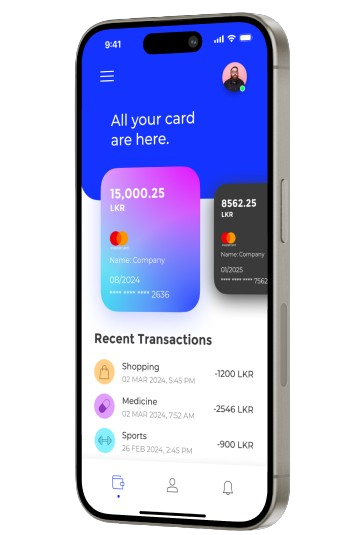 9:41
All your card
are here.
15,000.25
LKR
Name: Company
08/2024
**** **** **** 2636
8562.25
LKR
Name: Company
01/2025
**** **** **** 7562
Recent Transactions
Shopping
02 MAR 2024, 5:45 PM
-1200 LKR
Medicine
02 MAR 2024, 7:52 AM
-2546 LKR
Sports
26 FEB 2024, 2:45 PM
-900 LKR